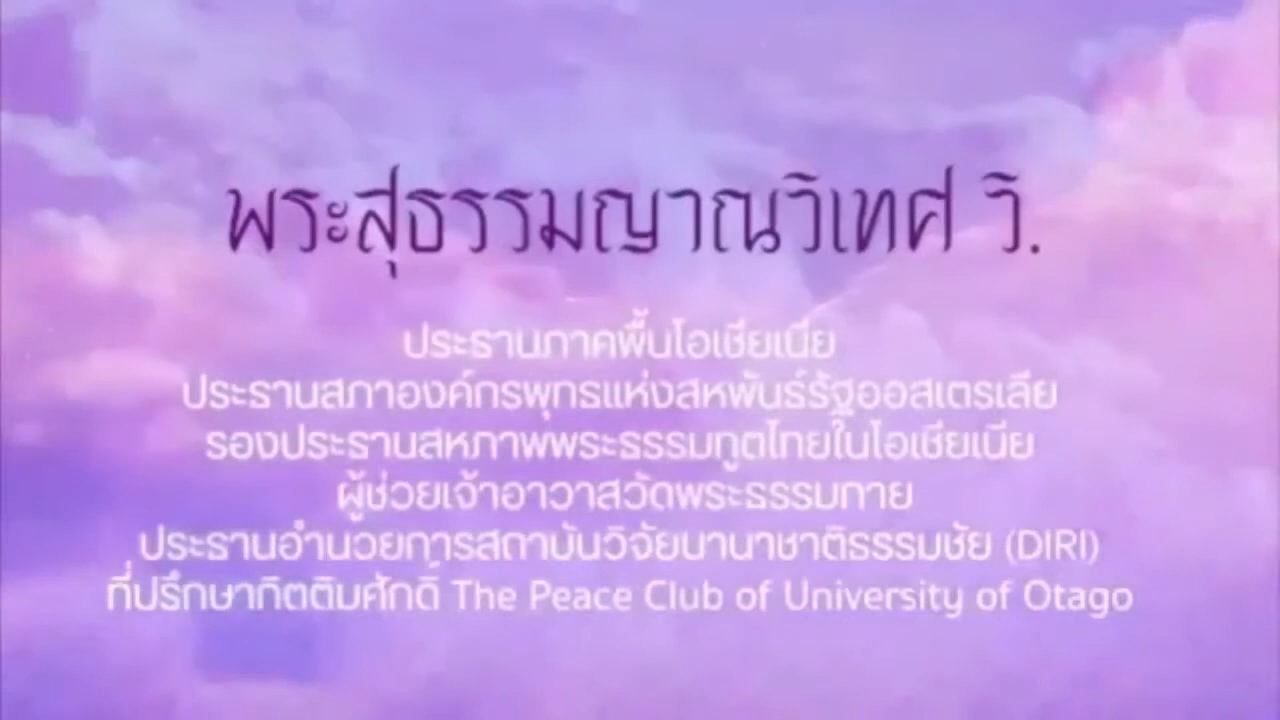 พระสุธรรมญาณวิเทศ วิ.
ประธานภาคพื้นโอเชียเนีย
ประธานสภาองค์กรพุทธแห่งสหพันธ์รัฐออสเตรเลีย
รองประธานสหภาพพระธรรมทูตไทยในโอเชียเนีย
ผู้ช่วยเจ้าอาวาสวัดพระธรรมกาย
ประธานอำนวยการสถาบันวิจัยนานาชาติธรรมชัย (DIRI)
ที่ปรึกษากิตติมศักดิ์ The Peace Club of University of Otago